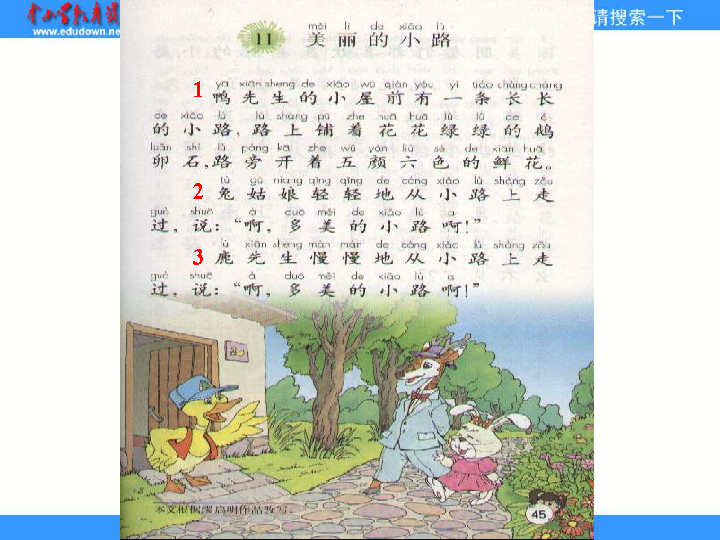 请搜索一下
www.edudown.net
měi lì de xiǎo lù
11 美丽的小路
yā xiān sheng de xiǎo wū qián yǒu yì tiáo cháng cháng
1 鸭先生的小屋前有一条长长
de xiǎo lù lù shang pū zhe huā huā lǜ lǜ de é
的小路，路上铺着花花绿绿的鹅
luǎn shí lù páng kāi zhe wǔ yán liù sè de xiān huā
卵石，路旁开着五颜六色的鲜花。
tù gū niang qīng qīng de cóng xiǎo lù shàng zǒu
2 兔姑娘轻轻地从小路上走
guò shuō à duō měi de xiǎo lù a
过，说：“啊，多美的小路啊！”
lù xiān sheng màn màn de cóng xiǎo lù shàng zǒu
3 鹿先生慢慢地从小路上走
guò shuō à duō měi de xiǎo lù a
过，说：“啊，多美的小路啊！”
本文根据廖启明作品改写。
45